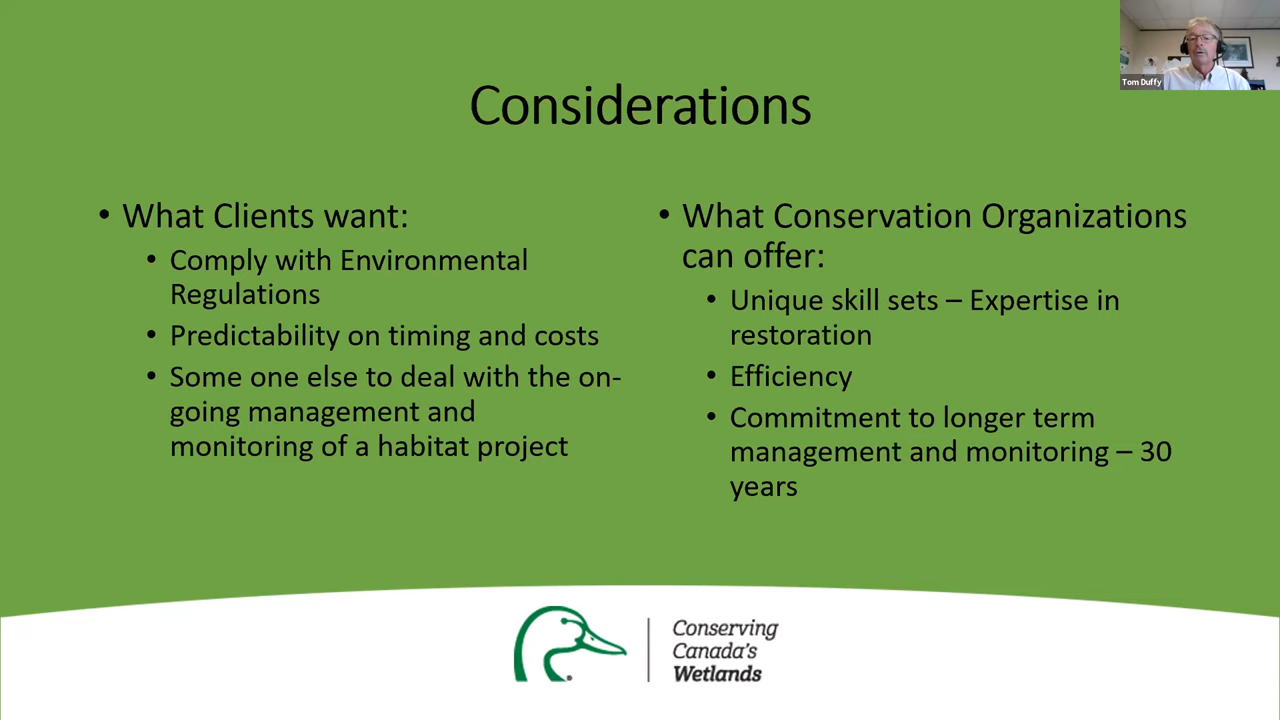 Tom Duffy
Considerations
• What Clients want:
• Comply with Environmental
Regulations
• Predictability on timing and costs
• Some one else to deal with the on-
going management and
monitoring of a habitat project
• What Conservation Organizations
can offer:
• Unique skill sets – Expertise in
restoration
• Efficiency
• Commitment to longer term
management and monitoring – 30
years
Conserving
Canada's
Wetlands